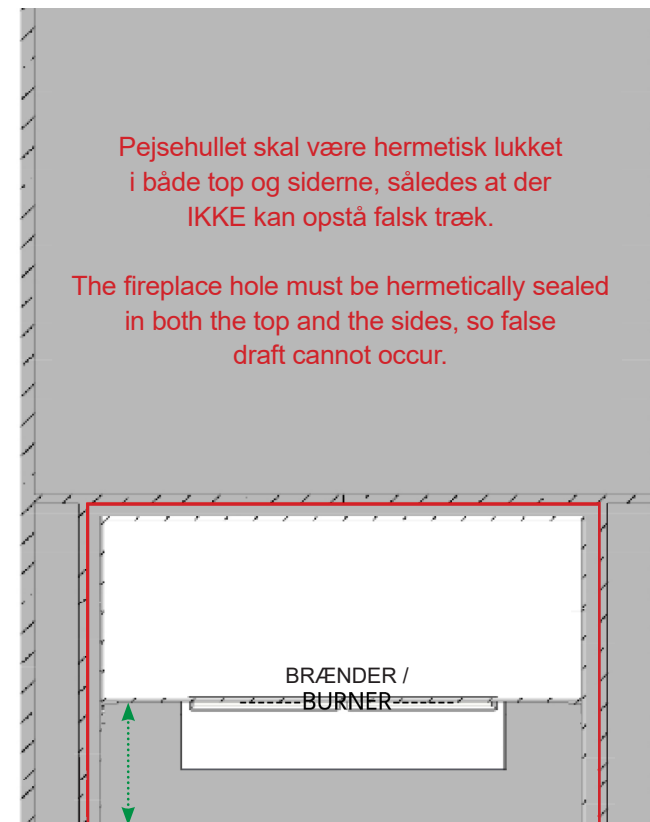 Pejsehullet skal være hermetisk lukket
i både top og siderne, således at der
IKKE kan opstå falsk træk.
The fireplace hole must be hermetically sealed
in both the top and the sides, so false
draft cannot occur.
BRÆNDER /
BURNER